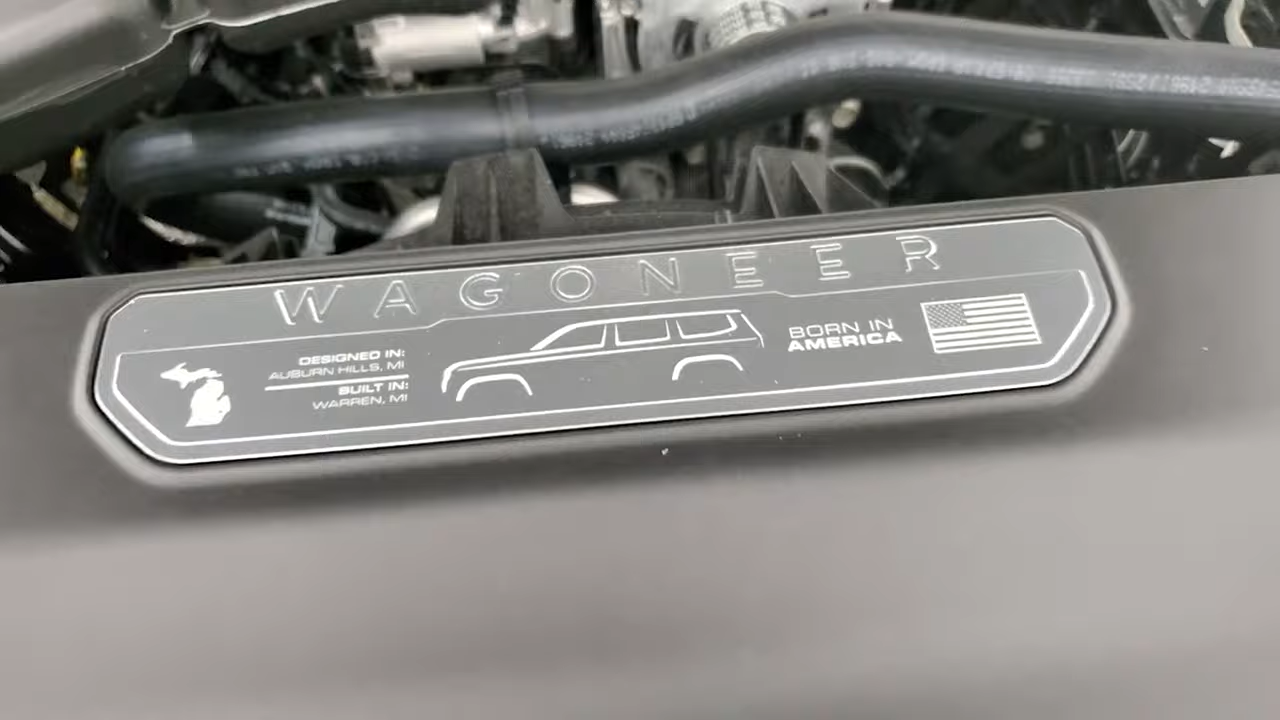 WAGONEER
DESIGNED IN:
AUBURN HILLS, MI
BUILT IN:
WARREN, MI
BORN IN
AMERICA